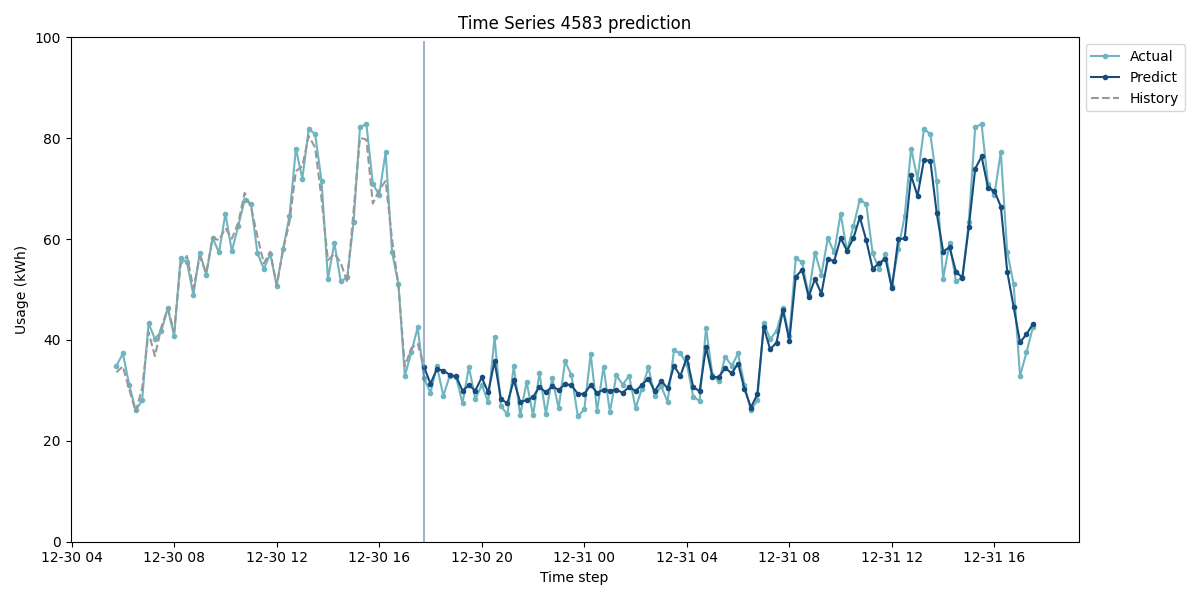 Time Series 4583 prediction
100
80
60
40
20
0
Usage (kWh)
12-30 04
12-30 08
12-30 12
12-30 16
12-30 20
12-31 00
12-31 04
12-31 08
12-31 12
12-31 16
Time step
Actual
Predict
History